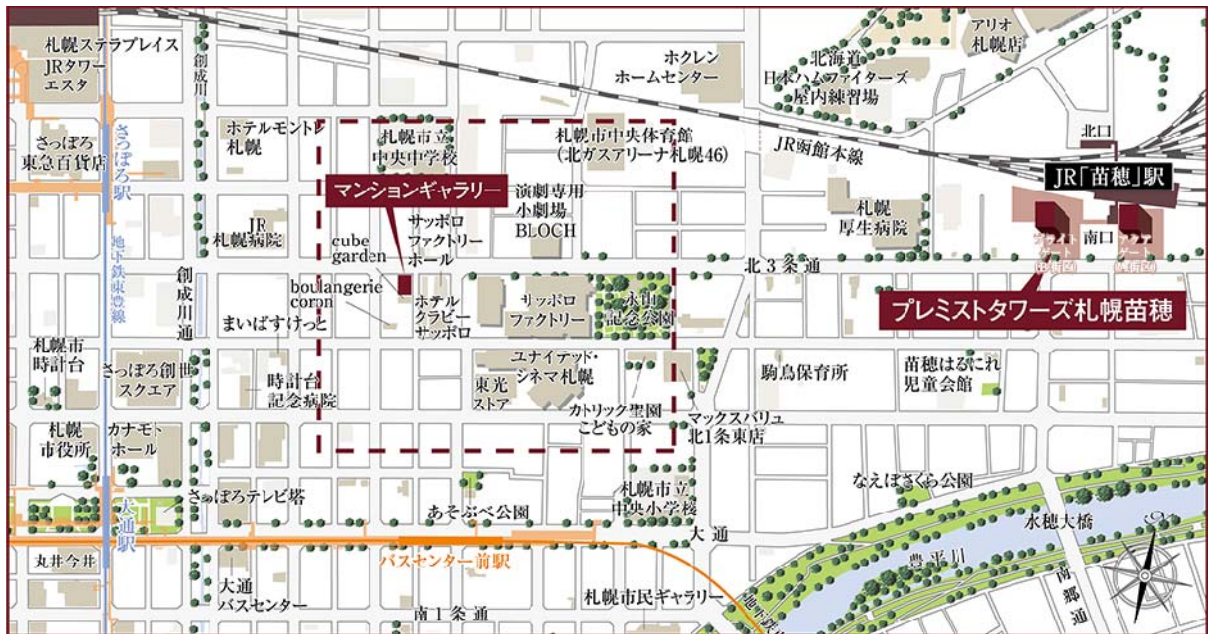 札幌ステラプレイス
JRタワー
エスタ
創成川
ホクレン
ホームセンター
アリオ
札幌店
北海道
日本ハムファイターズ
屋内練習場
さっぽろ
東急百貨店
さっぽろ駅
ホテルモントレ
札幌
札幌市立
中央中学校
札幌市中央体育館
(北ガスアリーナ札幌46)
JR函館本線
北口
JR「苗穂」駅
マンションギャラリー
演劇専用
小劇場
BLOCH
札幌
厚生病院
南口
ブライト
ゲート
(B街区)
アクア
ゲート
(A街区)
JR
札幌病院
サッポロ
ファクトリー
ホール
cube
garden
地下鉄東豊線
創成川通
北3条通
boulangerie
coron
ホテル
クラビー
サッポロ
サッポロ
ファクトリー
永山
記念公園
プレミストタワーズ札幌苗穂
まいばすけっと
札幌市
時計台
さっぽろ創世
スクエア
時計台
記念病院
東光
ストア
ユナイテッド・
シネマ札幌
駒鳥保育所
苗穂はるにれ
児童会館
カトリック聖園
こどもの家
マックスバリュ
北1条東店
札幌
市役所
カナモト
ホール
さっぽろテレビ塔
あそぶべ公園
札幌市立
中央小学校
なえぼさくら公園
水穂大橋
大通駅
大通
丸井今井
バスセンター前駅
豊平川
大通
バスセンター
南1条通
札幌市民ギャラリー
南郷通